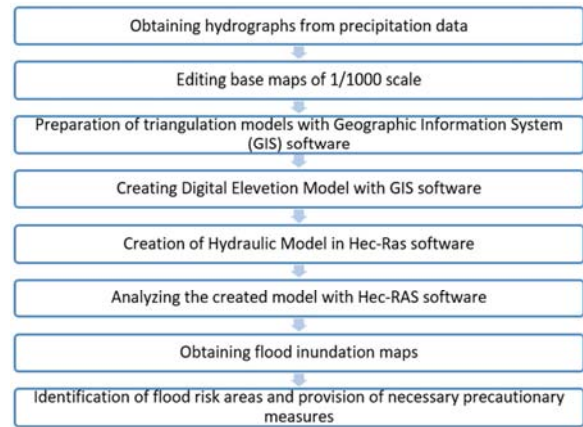 Obtaining hydrographs from precipitation data
Editing base maps of 1/1000 scale
Preparation of triangulation models with Geographic Information System
(GIS) software
Creating Digital Elevetion Model with GIS software
Creation of Hydraulic Model in Hec-Ras software
Analyzing the created model with Hec-RAS software
Obtaining flood inundation maps
Identification of flood risk areas and provision of necessary precautionary
measures